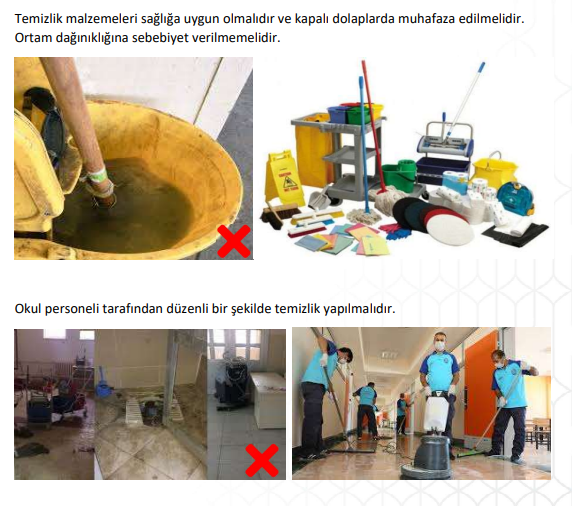 Temizlik malzemeleri sağlığa uygun olmalıdır ve kapalı dolaplarda muhafaza edilmelidir.
Ortam dağınıklığına sebebiyet verilmemelidir.
Okul personeli tarafından düzenli bir şekilde temizlik yapılmalıdır.